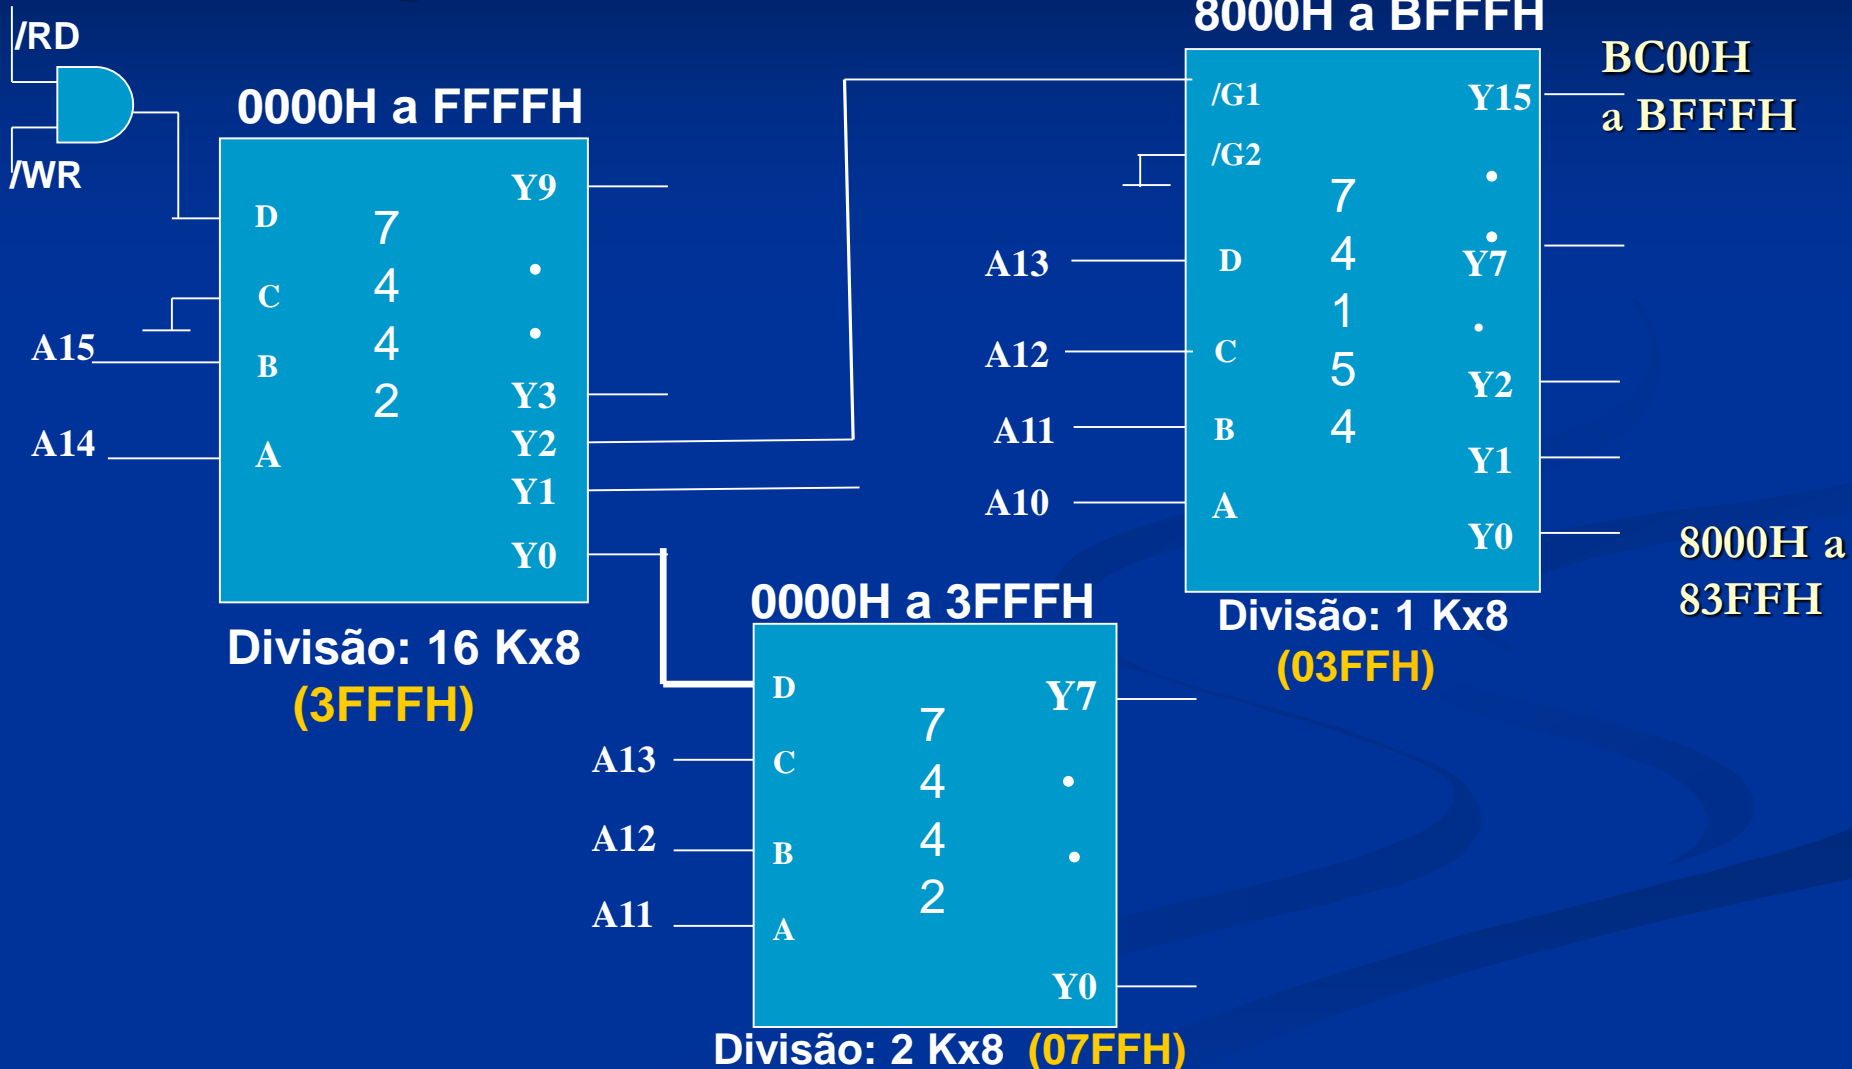 /RD
/WR
0000H a FFFFH
D
C
B
A
7
4
4
2
Y9
Y3
Y2
Y1
Y0
A15
A14
Divisão: 16 Kx8
(3FFFH)
8000H a BFFFH
/G1
/G2
D
C
B
A
7
4
1
5
4
Y15
Y7
Y2
Y1
Y0
A13
A12
A11
A10
BC00H
a BFFFH
8000H a
83FFH
Divisão: 1 Kx8
(03FFH)
0000H a 3FFFH
D
C
B
A
7
4
4
2
Y7
Y0
A13
A12
A11
Divisão: 2 Kx8 (07FFH)